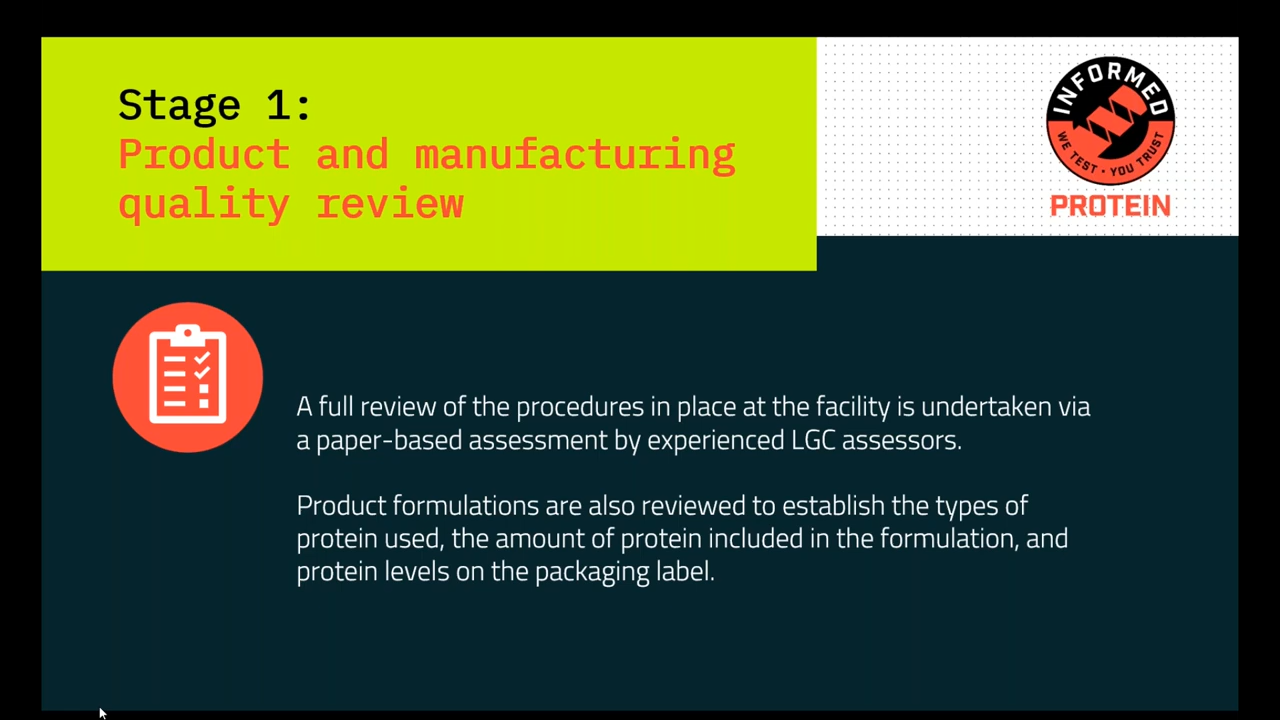 Stage 1:
Product and manufacturing
quality review
INFORMED
WE TEST · YOU TRUST
PROTEIN
A full review of the procedures in place at the facility is undertaken via
a paper-based assessment by experienced LGC assessors.
Product formulations are also reviewed to establish the types of
protein used, the amount of protein included in the formulation, and
protein levels on the packaging label.